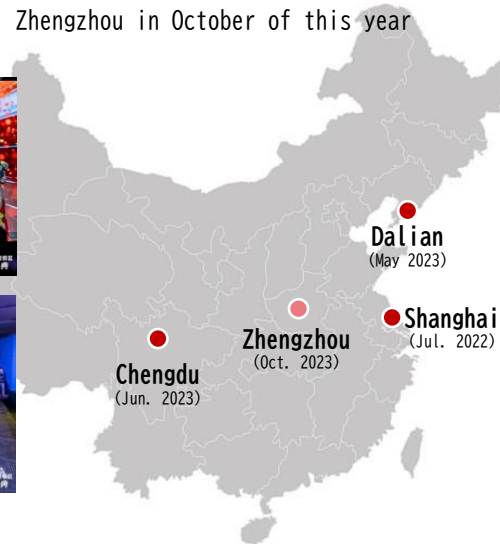 Zhengzhou in October of this year
Dalian
(May 2023)
Shanghai
(Jul. 2022)
Zhengzhou
(Oct. 2023)
Chengdu
(Jun. 2023)